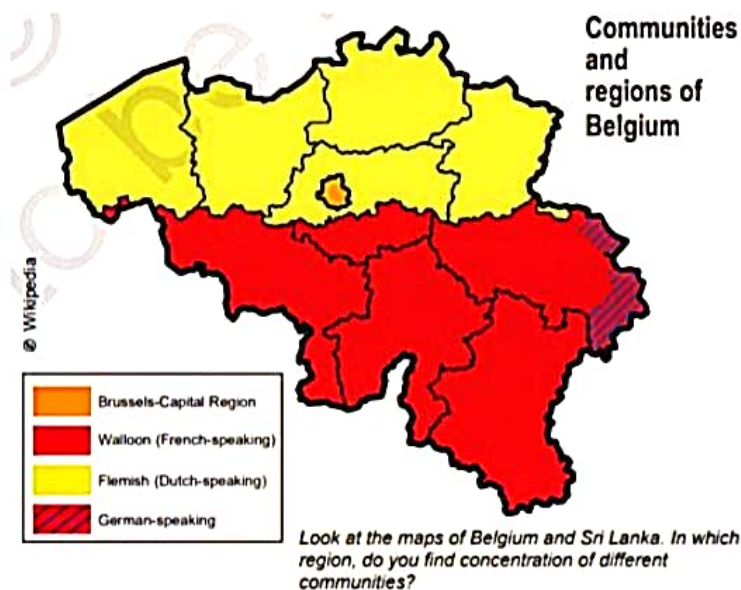 Communities
and
regions of
Belgium
© Wikipedia
Brussels-Capital Region
Walloon (French-speaking)
Flemish (Dutch-speaking)
German-speaking
Look at the maps of Belgium and Sri Lanka. In which
region, do you find concentration of different
communities?